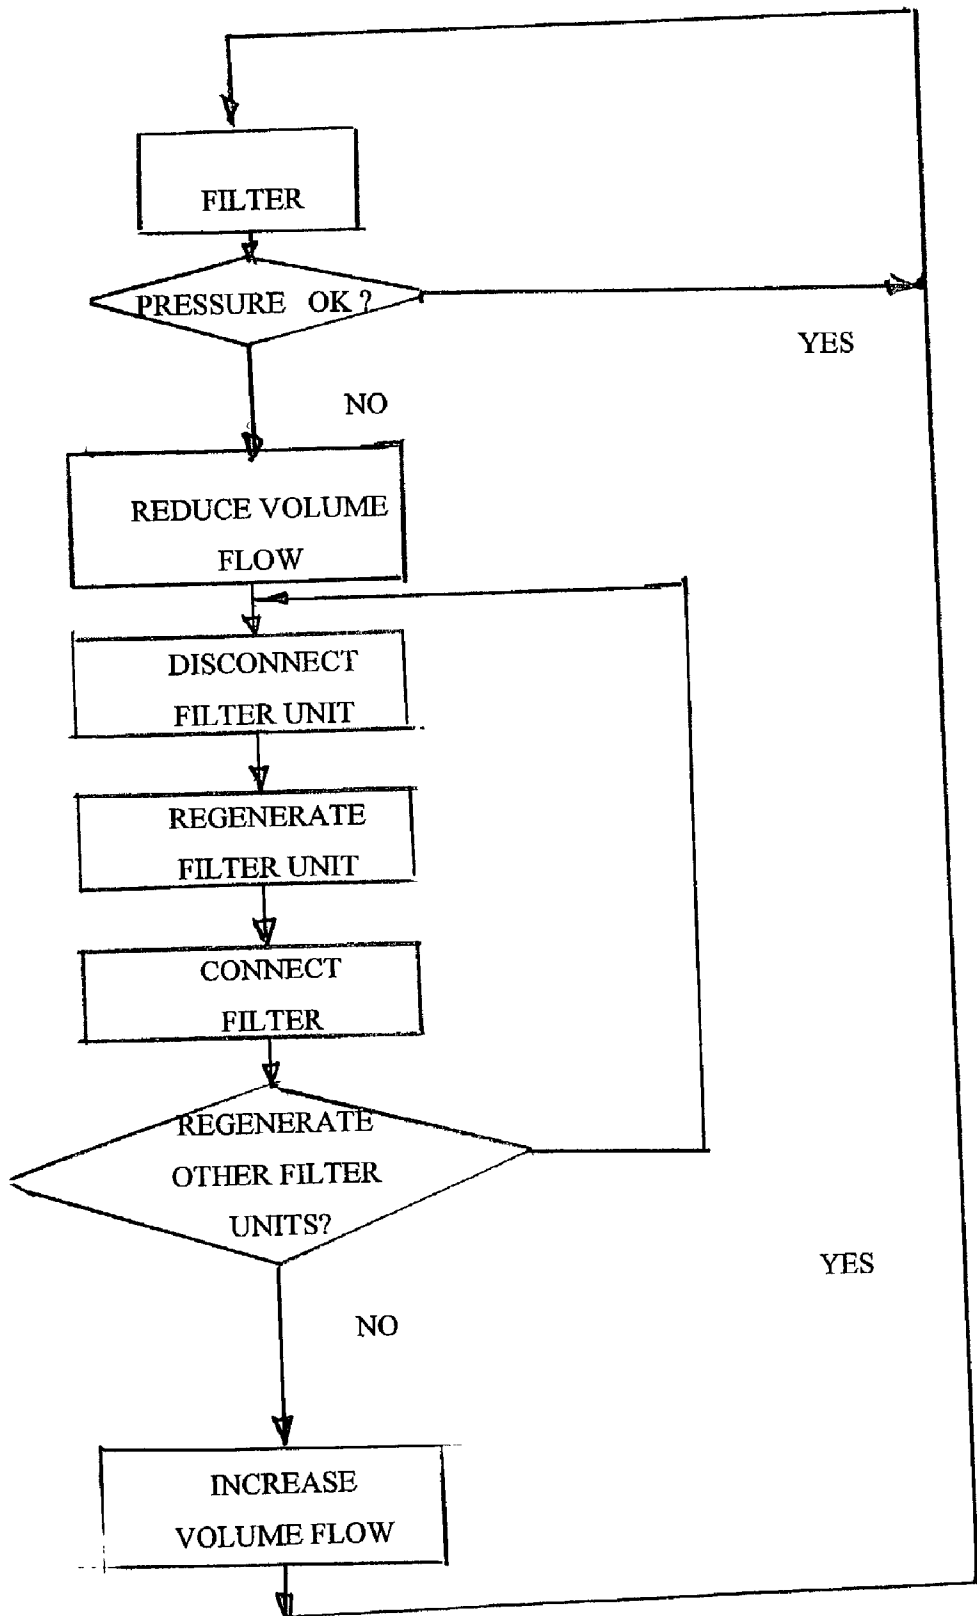 FILTER
PRESSURE OK ?
YES
NO
REDUCE VOLUME
FLOW
DISCONNECT
FILTER UNIT
REGENERATE
FILTER UNIT
CONNECT
FILTER
REGENERATE
OTHER FILTER
UNITS?
YES
NO
INCREASE
VOLUME FLOW